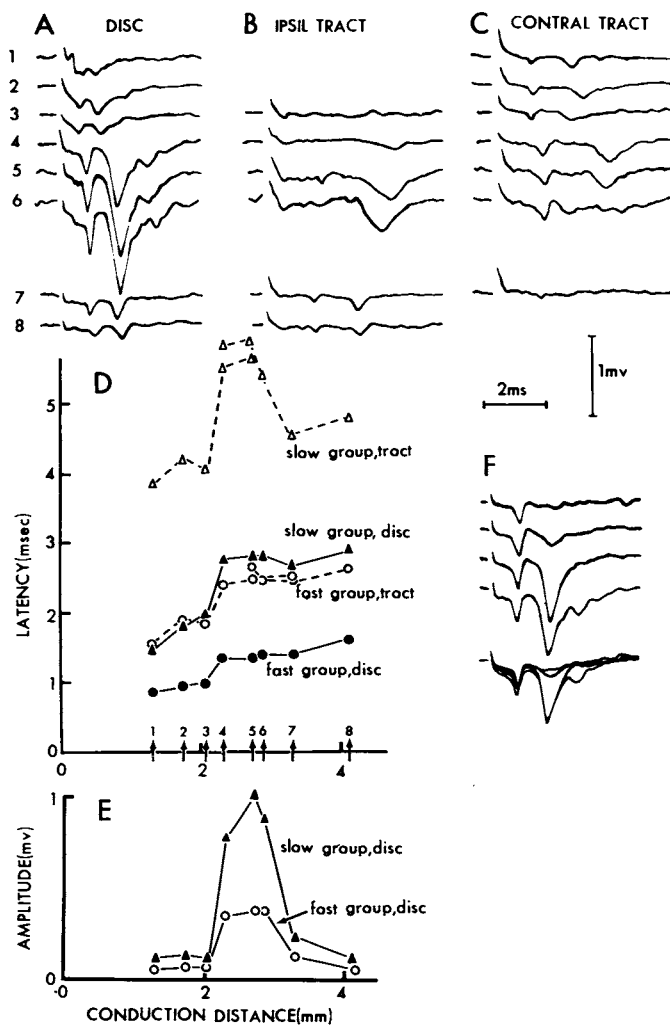 A DISC
B IPSIL TRACT
C CONTRAL TRACT
1
2
3
4
5
6
7
8
1mv
2ms
D
5
4
3
2
1
0
LATENCY(msec)
slow group,tract
slow group, disc
fast group,tract
fast group,disc
1 2 3 4 5 6 7 8
0 2 4
F
E
1
0
AMPLITUDE(mv)
slow group,disc
fast group,disc
-0 2 4
CONDUCTION DISTANCE(mm)